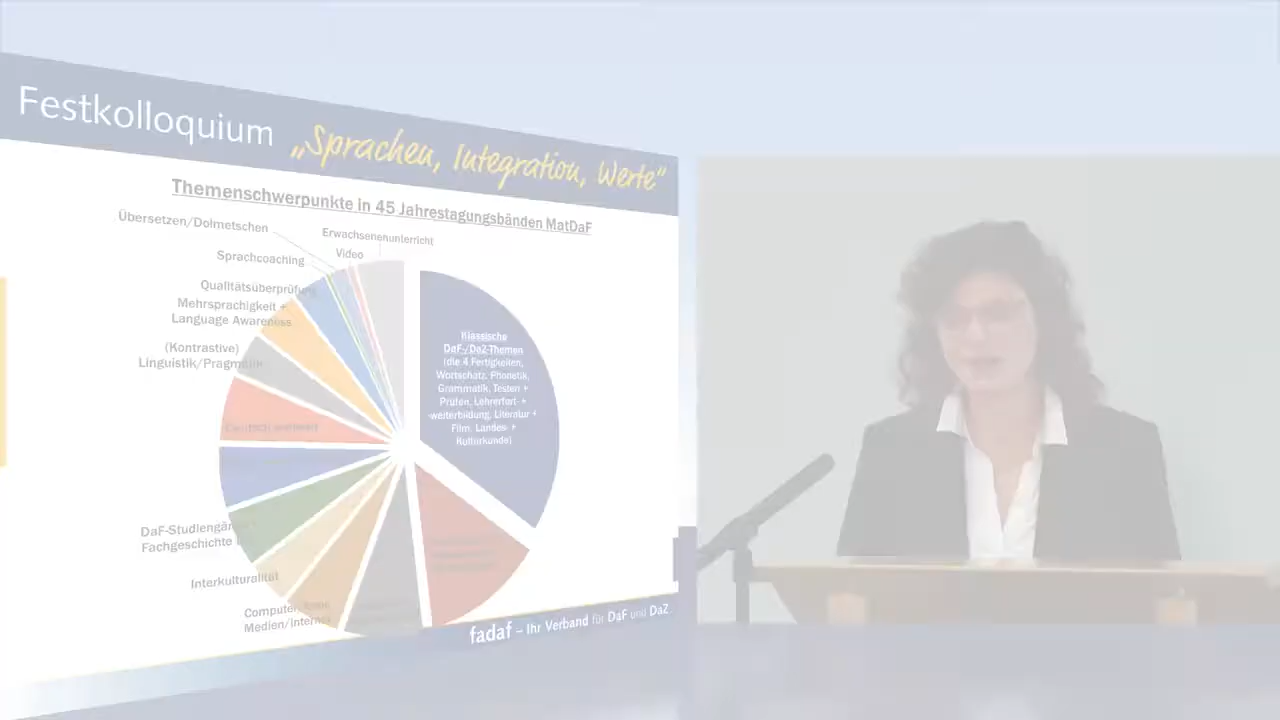 Festkolloquium „Sprachen, Integration, Werte“
Themenschwerpunkte in 45 Jahrestagungsbänden MatDaF
Übersetzen/Dolmetschen
Erwachsenenunterricht
Video
Sprachcoaching
Qualitätsüberprüfung
Mehrsprachigkeit +
Language Awareness
(Kontrastive)
Linguistik/Pragmatik
Deutsch weltweit
Klassische
DaF-/DaZ-Themen
(die 4 Fertigkeiten,
Wortschatz, Phonetik,
Grammatik, Testen +
Prüfen, Lehrerfort- +
-weiterbildung, Literatur +
Film, Landes- +
Kulturkunde)
DaF-Studiengänge +
Fachgeschichte
Interkulturalität
Computer
Medien/Internet
fadaf – Ihr Verband für DaF und DaZ